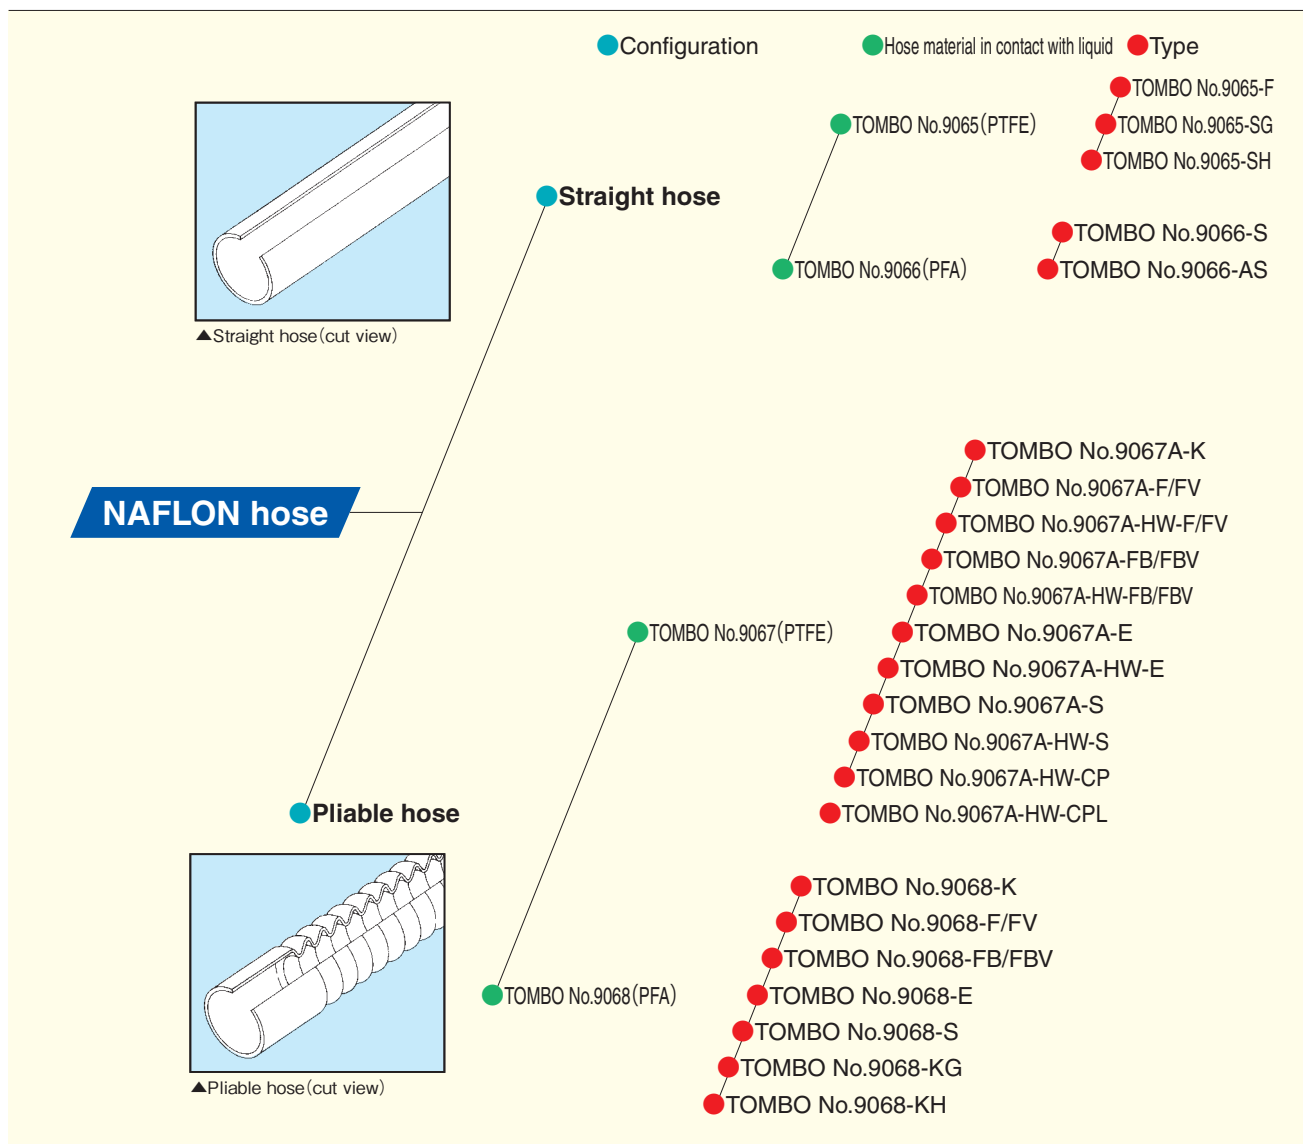 Configuration
Hose material in contact with liquid
Type
TOMBO No.9065-F
TOMBO No.9065(PTFE)
TOMBO No.9065-SG
TOMBO No.9065-SH
Straight hose
TOMBO No.9066-S
TOMBO No.9066(PFA)
TOMBO No.9066-AS
▲Straight hose(cut view)
TOMBO No.9067A-K
TOMBO No.9067A-F/FV
NAFLON hose
TOMBO No.9067A-HW-F/FV
TOMBO No.9067A-FB/FBV
TOMBO No.9067A-HW-FB/FBV
TOMBO No.9067(PTFE)
TOMBO No.9067A-E
TOMBO No.9067A-HW-E
TOMBO No.9067A-S
TOMBO No.9067A-HW-S
TOMBO No.9067A-HW-CP
Pliable hose
TOMBO No.9067A-HW-CPL
TOMBO No.9068-K
TOMBO No.9068-F/FV
TOMBO No.9068-FB/FBV
TOMBO No.9068(PFA)
TOMBO No.9068-E
TOMBO No.9068-S
TOMBO No.9068-KG
▲Pliable hose(cut view)
TOMBO No.9068-KH